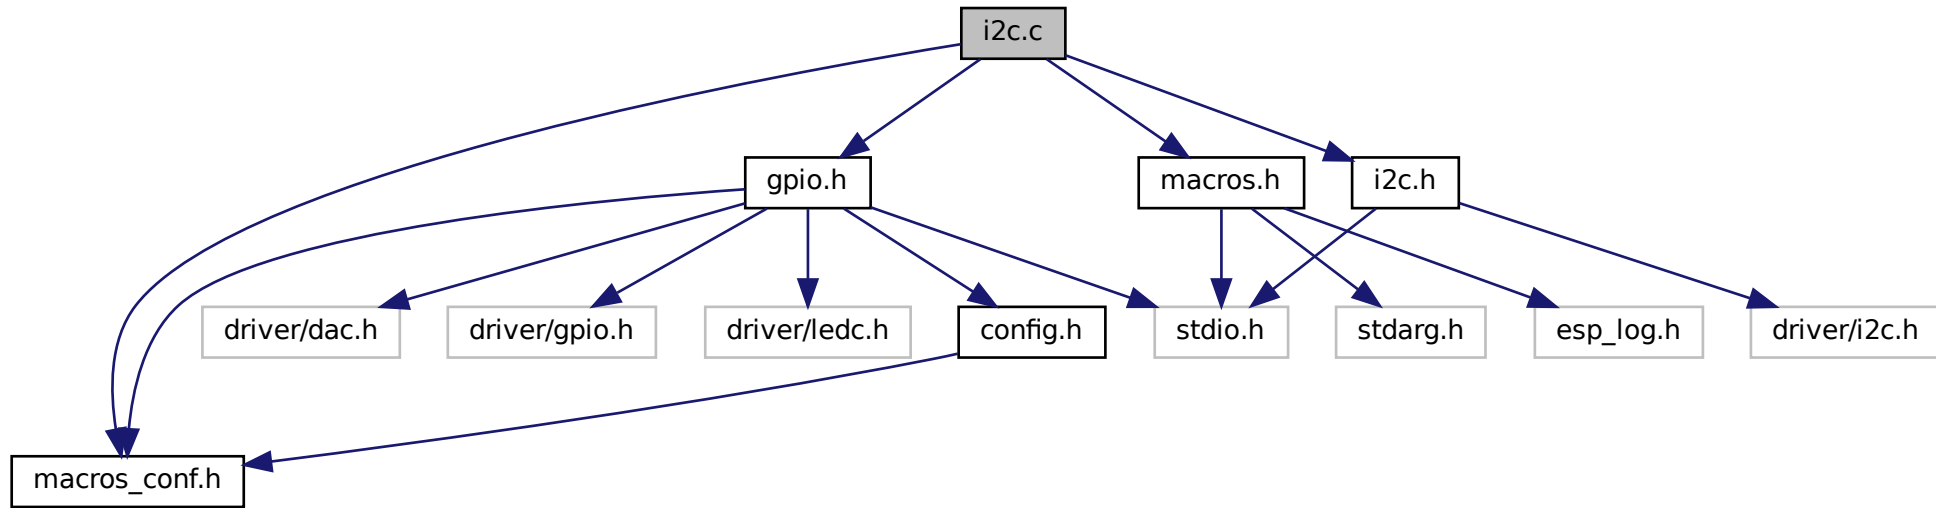 i2c.c
gpio.h
macros.h
i2c.h
driver/dac.h
driver/gpio.h
driver/ledc.h
config.h
stdio.h
stdarg.h
esp_log.h
driver/i2c.h
macros_conf.h